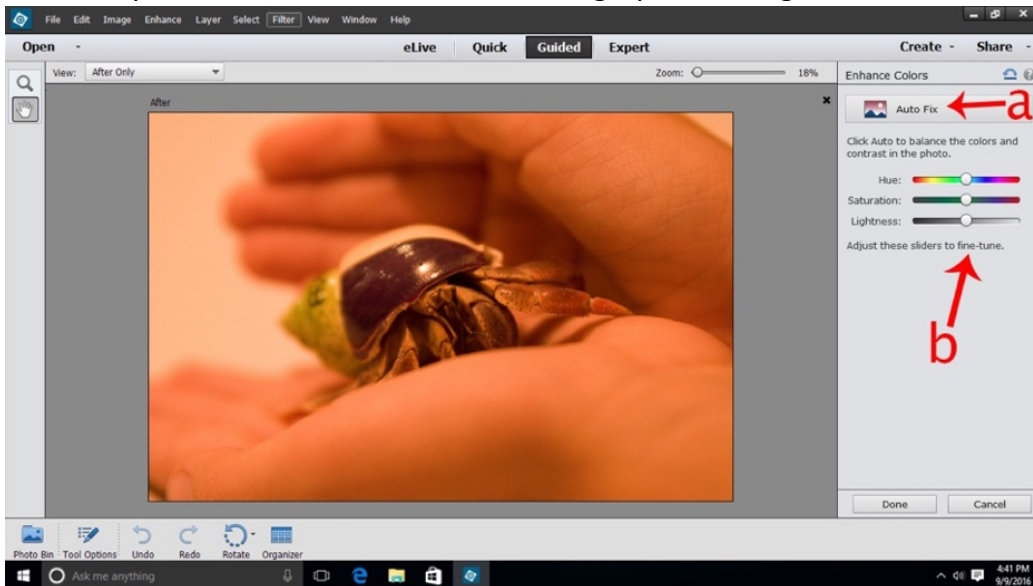 File Edit Image Enhance Layer Select Filter View Window Help
Open eLive Quick Guided Expert Create Share
View: After Only Zoom: 18% Enhance Colors
After
Auto Fix a
Click Auto to balance the colors and
contrast in the photo.
Hue:
Saturation:
Lightness:
Adjust these sliders to fine-tune.
b
Done Cancel
Photo Bin Tool Options Undo Redo Rotate Organizer
Ask me anything 4:41 PM
9/9/2016